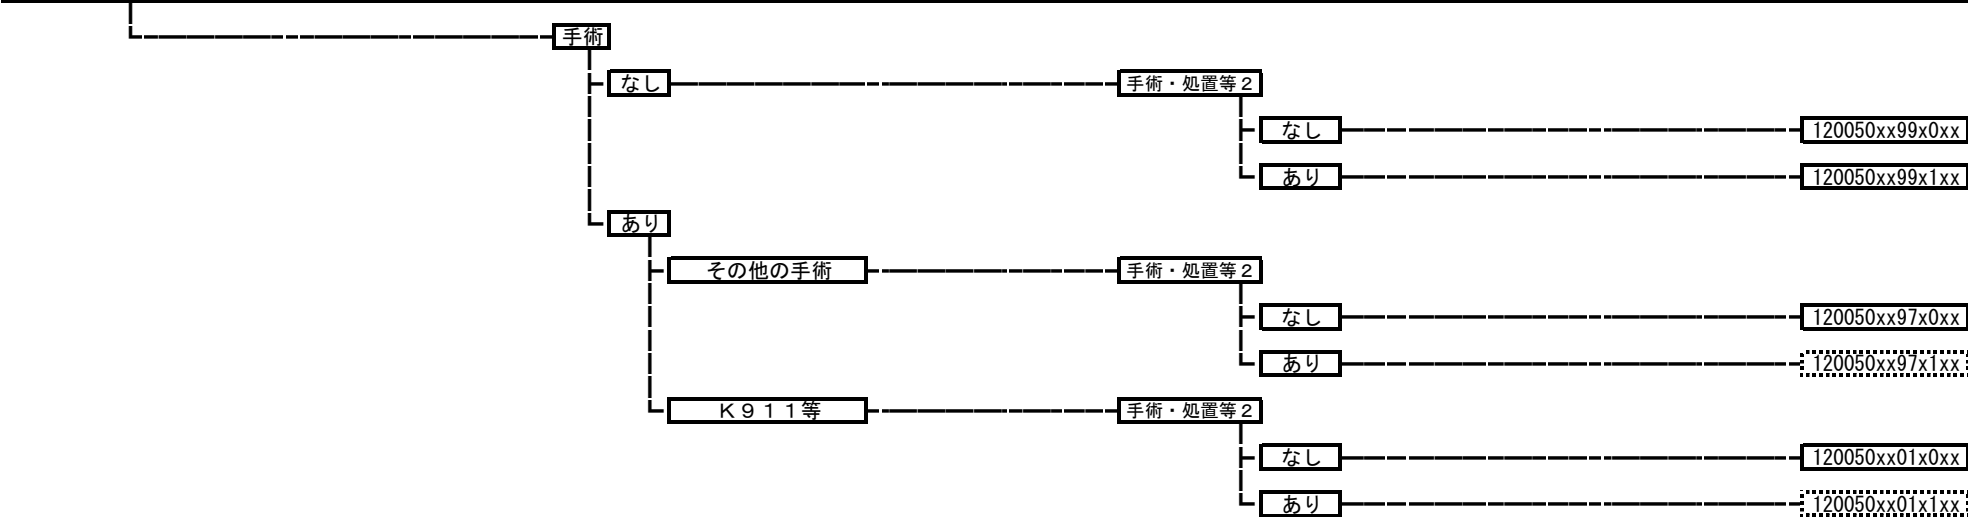 手術
なし 手術・処置等２
なし 120050xx99x0xx
あり 120050xx99x1xx
あり
その他の手術 手術・処置等２
なし 120050xx97x0xx
あり 120050xx97x1xx
Ｋ９１１等 手術・処置等２
なし 120050xx01x0xx
あり 120050xx01x1xx